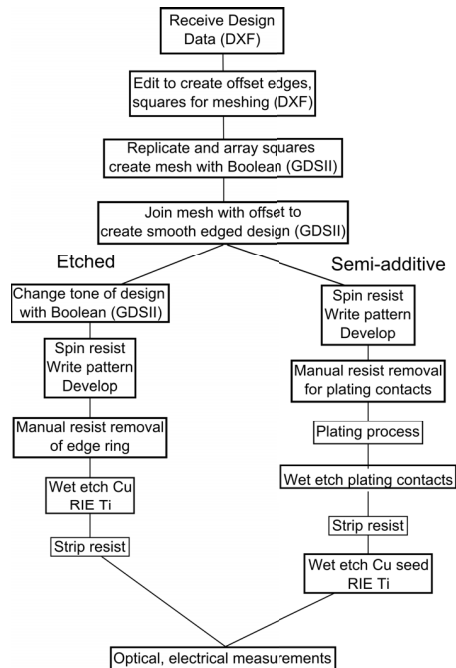 Receive Design
Data (DXF)
Edit to create offset edges,
squares for meshing (DXF)
Replicate and array squares
create mesh with Boolean (GDSII)
Join mesh with offset to
create smooth edged design (GDSII)
Etched
Change tone of design
with Boolean (GDSII)
Spin resist
Write pattern
Develop
Manual resist removal
of edge ring
Wet etch Cu
RIE Ti
Strip resist
Semi-additive
Spin resist
Write pattern
Develop
Manual resist removal
for plating contacts
Plating process
Wet etch plating contacts
Strip resist
Wet etch Cu seed
RIE Ti
Optical, electrical measurements